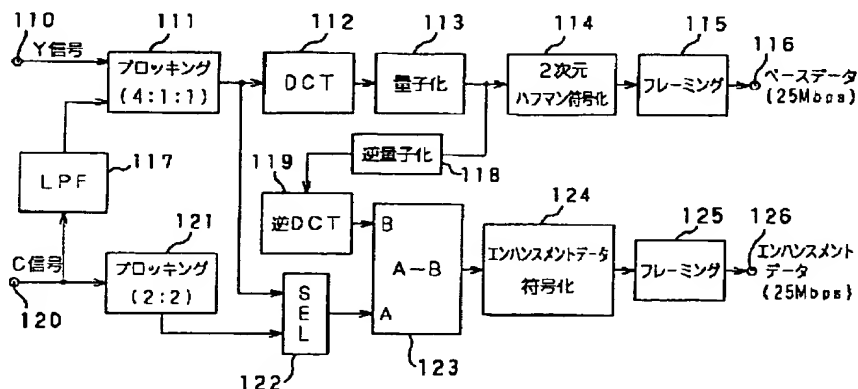 110
Y信号
111
ブロッキング
(4:1:1)
112
DCT
113
量子化
114
2次元
ハフマン符号化
115
フレーミング
116
ベースデータ
(25Mbps)
117
LPF
118
逆量子化
119
逆DCT
C信号
120
121
ブロッキング
(2:2)
SEL
122
B
A-B
A
123
124
エンハンスメントデータ
符号化
125
フレーミング
126
エンハンスメント
データ
(25Mbps)